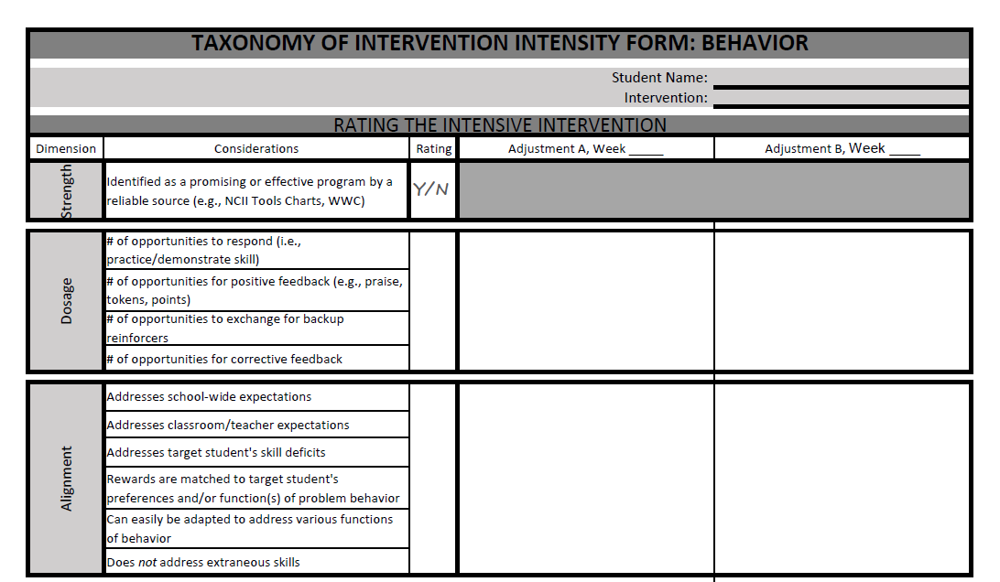 TAXONOMY OF INTERVENTION INTENSITY FORM: BEHAVIOR
Student Name:
Intervention:
RATING THE INTENSIVE INTERVENTION
Dimension Considerations Rating Adjustment A, Week _____ Adjustment B, Week _____
Strength
Identified as a promising or effective program by a
reliable source (e.g., NCII Tools Charts, WWC)
Y/N
Dosage
# of opportunities to respond (i.e.,
practice/demonstrate skill)
# of opportunities for positive feedback (e.g., praise,
tokens, points)
# of opportunities to exchange for backup
reinforcers
# of opportunities for corrective feedback
Alignment
Addresses school-wide expectations
Addresses classroom/teacher expectations
Addresses target student's skill deficits
Rewards are matched to target student's
preferences and/or function(s) of problem behavior
Can easily be adapted to address various functions
of behavior
Does not address extraneous skills